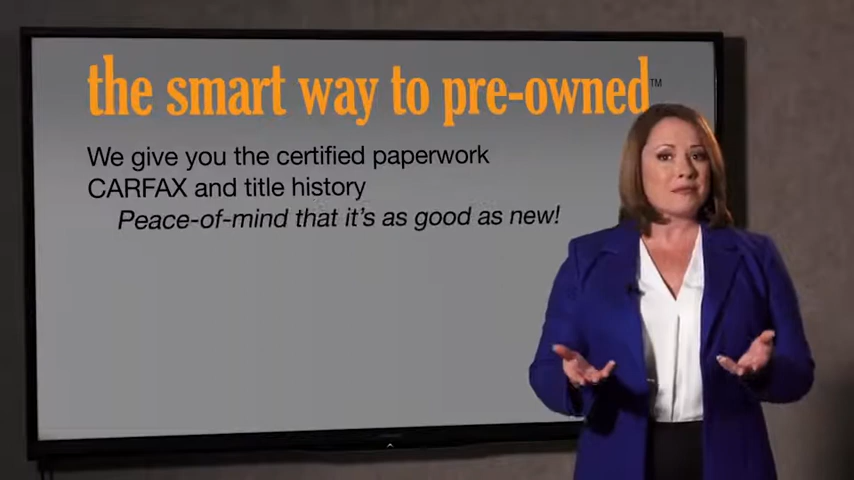 the smart way to pre-owned™
We give you the certified paperwork
CARFAX and title history
Peace-of-mind that it's as good as new!